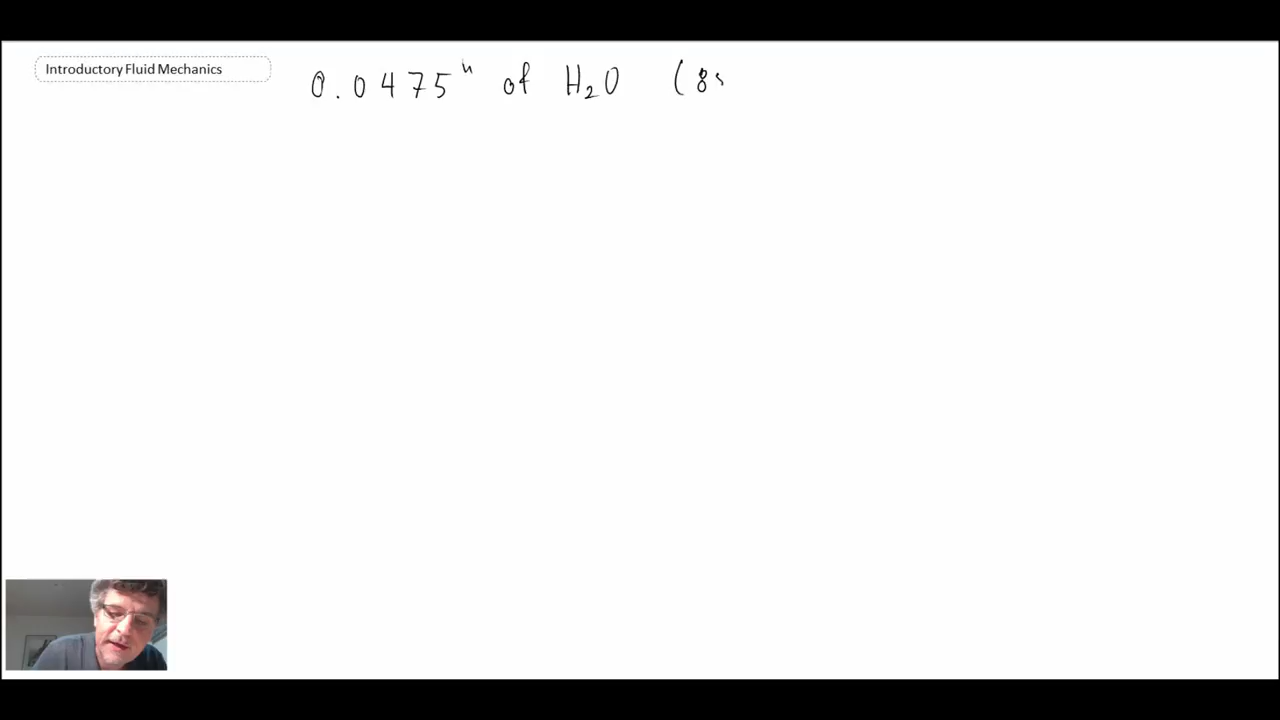 Introductory Fluid Mechanics
0.0475" of H₂O (8